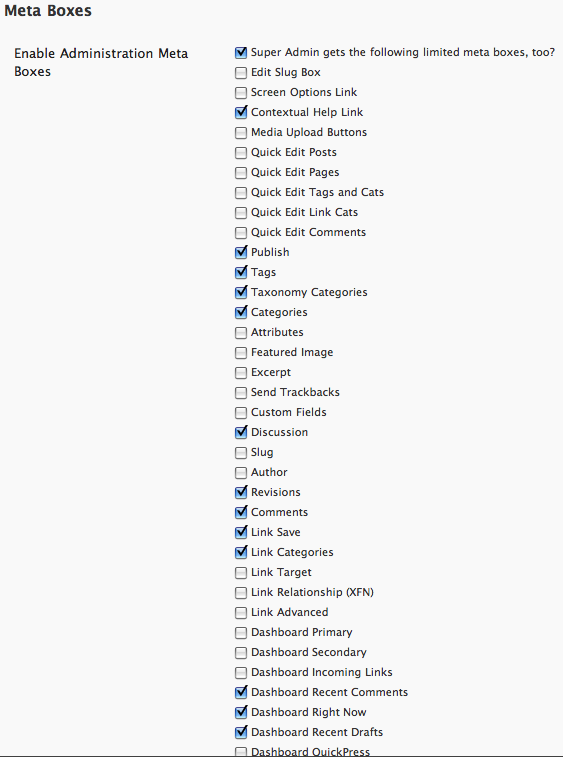 Meta Boxes
Enable Administration Meta
Boxes
Super Admin gets the following limited meta boxes, too?
Edit Slug Box
Screen Options Link
Contextual Help Link
Media Upload Buttons
Quick Edit Posts
Quick Edit Pages
Quick Edit Tags and Cats
Quick Edit Link Cats
Quick Edit Comments
Publish
Tags
Taxonomy Categories
Categories
Attributes
Featured Image
Excerpt
Send Trackbacks
Custom Fields
Discussion
Slug
Author
Revisions
Comments
Link Save
Link Categories
Link Target
Link Relationship (XFN)
Link Advanced
Dashboard Primary
Dashboard Secondary
Dashboard Incoming Links
Dashboard Recent Comments
Dashboard Right Now
Dashboard Recent Drafts
Dashboard QuickPress